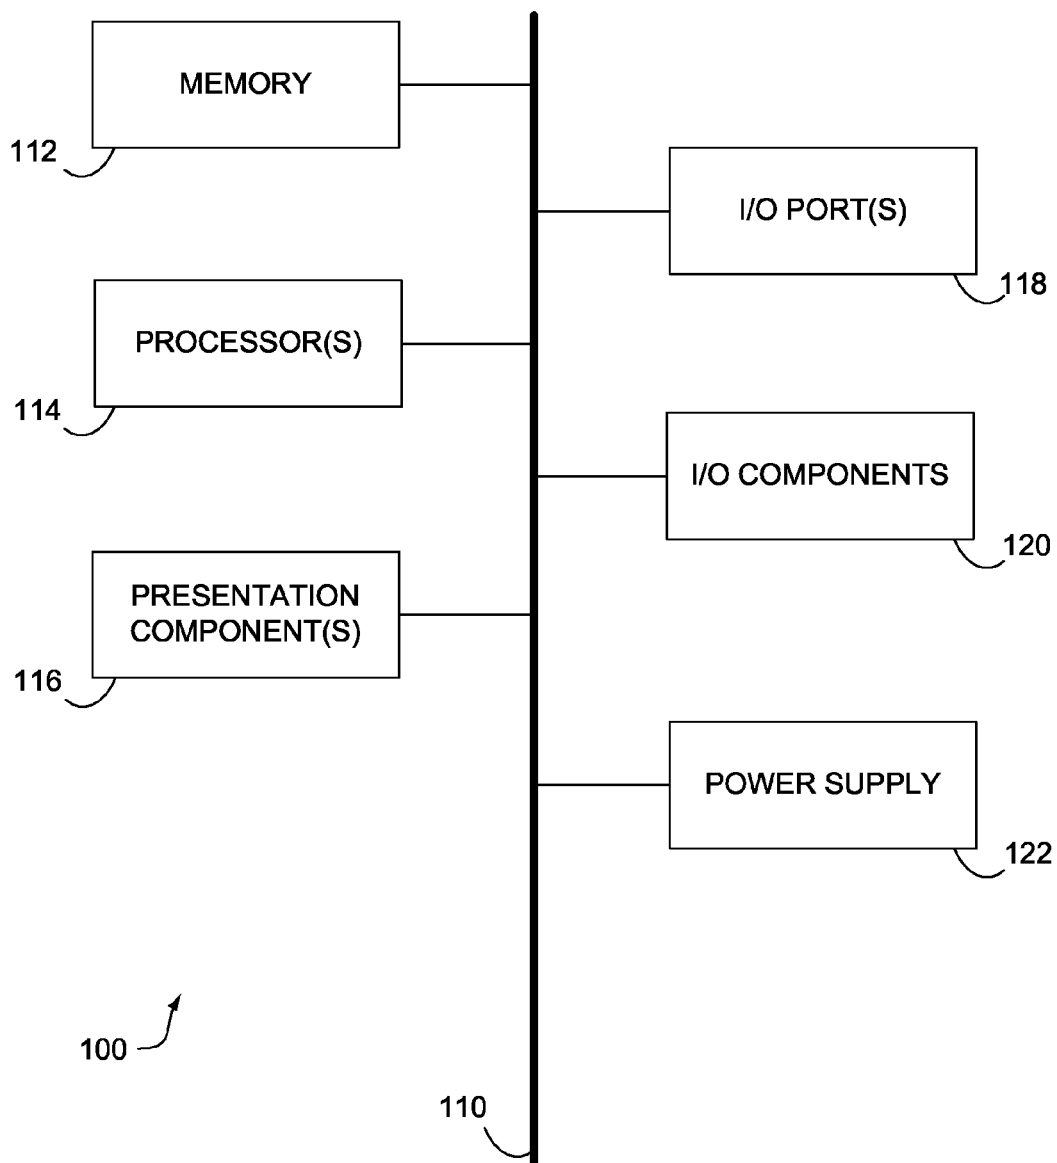 MEMORY
112
I/O PORT(S)
118
PROCESSOR(S)
114
I/O COMPONENTS
120
PRESENTATION
COMPONENT(S)
116
POWER SUPPLY
122
100
110